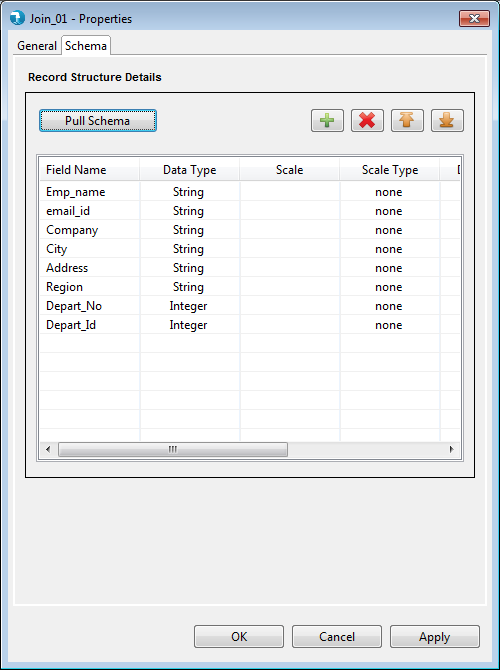 Join_01 - Properties
General Schema
Record Structure Details
Pull Schema
Field Name Data Type Scale Scale Type
Emp_name String none
email_id String none
Company String none
City String none
Address String none
Region String none
Depart_No Integer none
Depart_Id Integer none
OK Cancel Apply